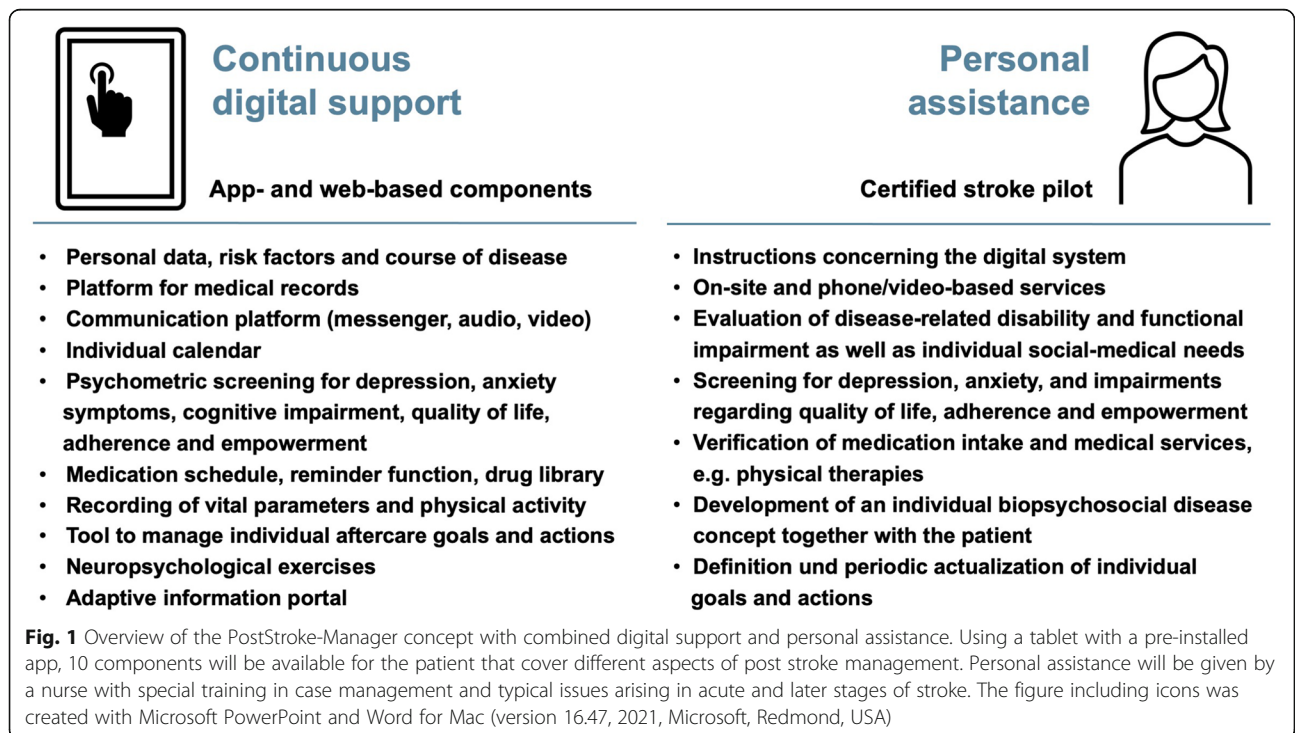 Continuous
digital support
App- and web-based components
• Personal data, risk factors and course of disease
• Platform for medical records
• Communication platform (messenger, audio, video)
• Individual calendar
• Psychometric screening for depression, anxiety
symptoms, cognitive impairment, quality of life,
adherence and empowerment
• Medication schedule, reminder function, drug library
• Recording of vital parameters and physical activity
• Tool to manage individual aftercare goals and actions
• Neuropsychological exercises
• Adaptive information portal
Personal
assistance
Certified stroke pilot
• Instructions concerning the digital system
• On-site and phone/video-based services
• Evaluation of disease-related disability and functional
impairment as well as individual social-medical needs
• Screening for depression, anxiety, and impairments
regarding quality of life, adherence and empowerment
• Verification of medication intake and medical services,
e.g. physical therapies
• Development of an individual biopsychosocial disease
concept together with the patient
• Definition und periodic actualization of individual
goals and actions
Fig. 1 Overview of the PostStroke-Manager concept with combined digital support and personal assistance. Using a tablet with a pre-installed
app, 10 components will be available for the patient that cover different aspects of post stroke management. Personal assistance will be given by
a nurse with special training in case management and typical issues arising in acute and later stages of stroke. The figure including icons was
created with Microsoft PowerPoint and Word for Mac (version 16.47, 2021, Microsoft, Redmond, USA)